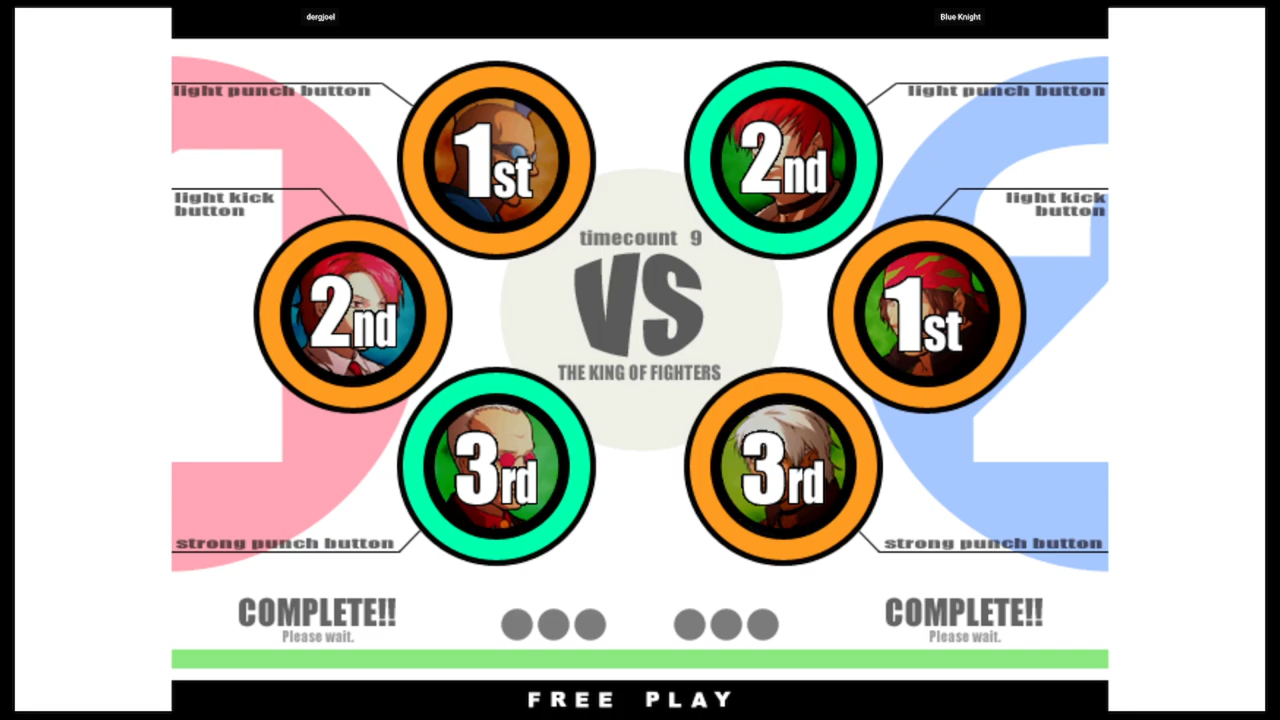 dergjoel
Blue Knight
light punch button
light punch button
1st
2nd
light kick
button
light kick
button
timecount 9
VS
THE KING OF FIGHTERS
2nd
1st
3rd
3rd
strong punch button
strong punch button
COMPLETE!!
Please wait.
COMPLETE!!
Please wait.
FREE PLAY